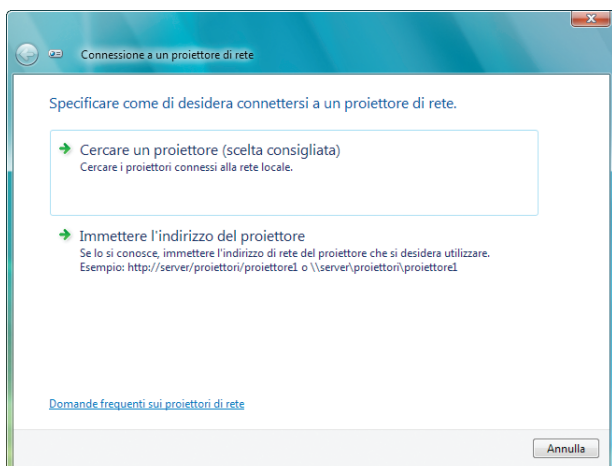 Connessione a un proiettore di rete
Specificare come di desidera connettersi a un proiettore di rete.
Cercare un proiettore (scelta consigliata)
Cercare i proiettori connessi alla rete locale.
Immettere l'indirizzo del proiettore
Se lo si conosce, immettere l'indirizzo di rete del proiettore che si desidera utilizzare.
Esempio: http://server/proiettori/proiettore1 o \\server\proiettori\proiettore1
Domande frequenti sui proiettori di rete
Annulla